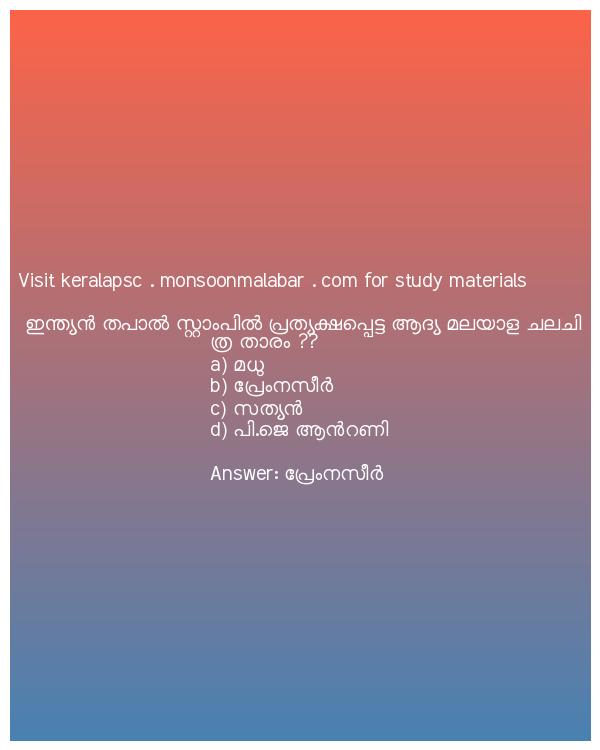 Visit keralapsc . monsoonmalabar . com for study materials
ഇന്ത്യൻ തപാൽ സ്റ്റാംപിൽ പ്രത്യക്ഷപ്പെട്ട ആദ്യ മലയാള ചലചി
ത്ര താരം ??
a) മധു
b) പ്രേംനസീർ
c) സത്യൻ
d) പി.ജെ ആൻറണി
Answer: പ്രേംനസീർ